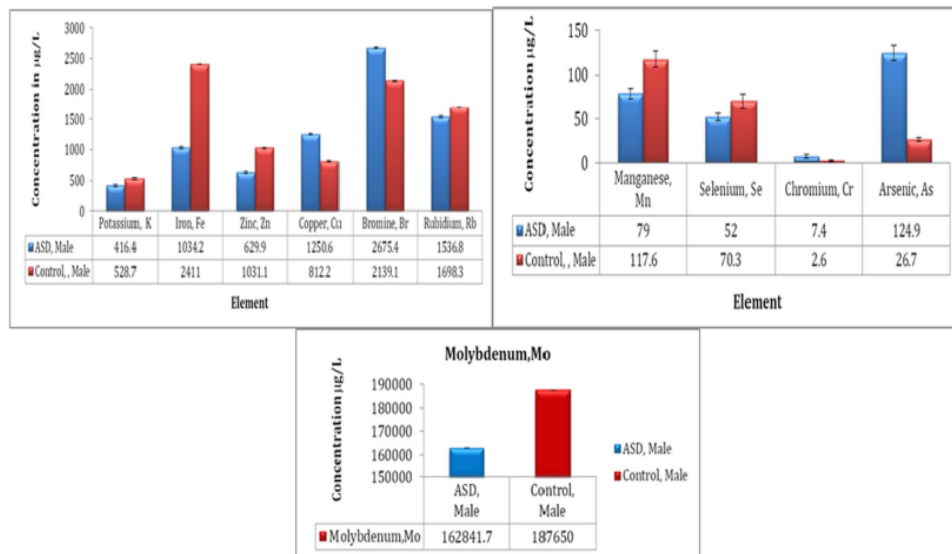 Concentration in µg/L
3000
2500
2000
1500
1000
500
0
Potassium, K Iron, Fe Zinc, Zn Copper, Cu Bromine, Br Rubidium, Rb
ASD, Male 416.4 1034.2 629.9 1250.6 2675.4 1536.8
Control, , Male 528.7 2411 1031.1 812.2 2139.1 1698.3
Element
Concentration µg/L
150
100
50
0
Manganese, Mn Selenium, Se Chromium, Cr Arsenic, As
ASD, Male 79 52 7.4 124.9
Control, , Male 117.6 70.3 2.6 26.7
Element
Molybdenum,Mo
Concentration µg/L
190000
180000
170000
160000
150000
ASD, Male Control, Male
Molybdenum,Mo 162841.7 187650
ASD, Male
Control, Male